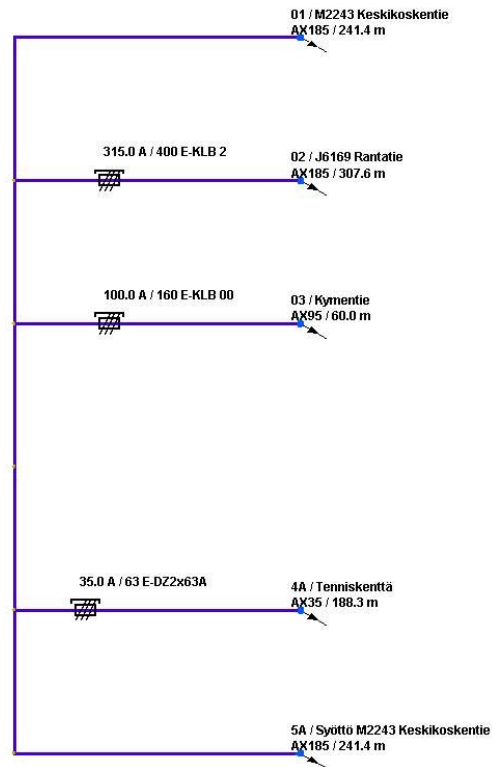 01 / M2243 Keskikoskentie
AX185 / 241.4 m
315.0 A / 400 E-KLB 2
02 / J6169 Rantatie
AX185 / 307.6 m
100.0 A / 160 E-KLB 00
03 / Kymentie
AX95 / 60.0 m
35.0 A / 63 E-DZ2x63A
4A / Tenniskenttä
AX35 / 188.3 m
5A / Syöttö M2243 Keskikoskentie
AX185 / 241.4 m